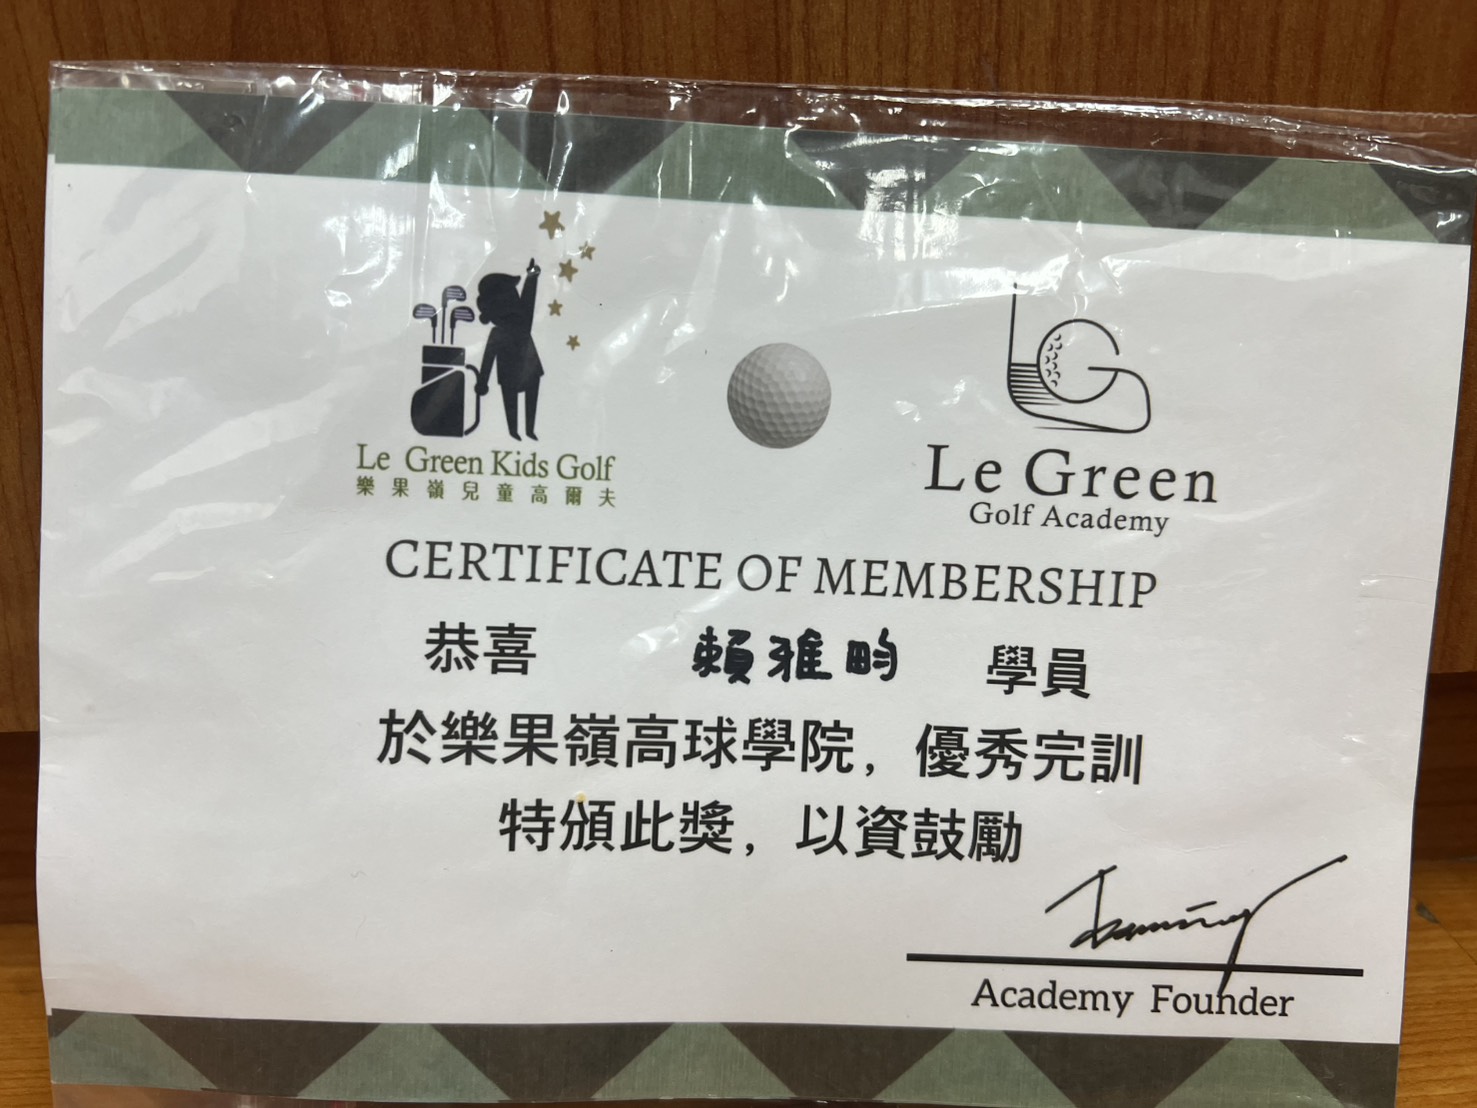 Le Green Kids Golf
樂果嶺兒童高爾夫
Le Green
Golf Academy
CERTIFICATE OF MEMBERSHIP
恭喜 賴雅畇 學員
於樂果嶺高球學院，優秀完訓
特頒此獎，以資鼓勵
Academy Founder